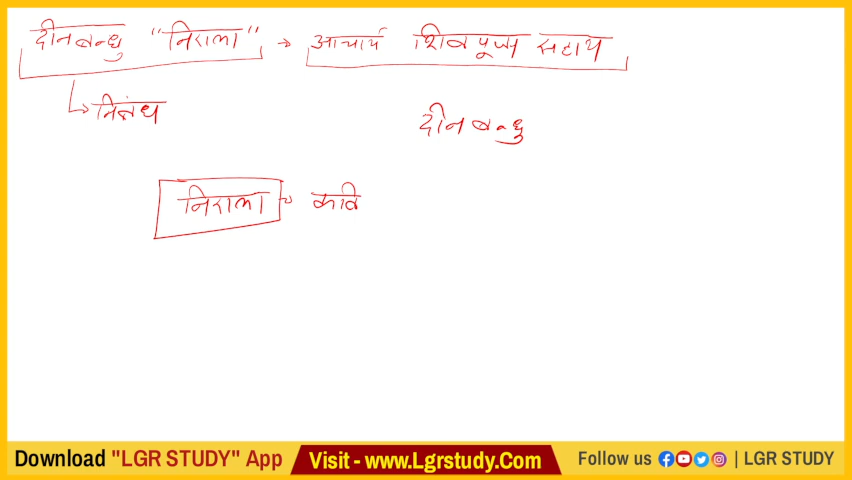 दीनबन्धु "निराला" → आचार्य शिवपूजन सहाय
↳ निबंध
दीनबन्धु
निराला → कवि
Download "LGR STUDY" App Visit - www.Lgrstudy.Com Follow us | LGR STUDY